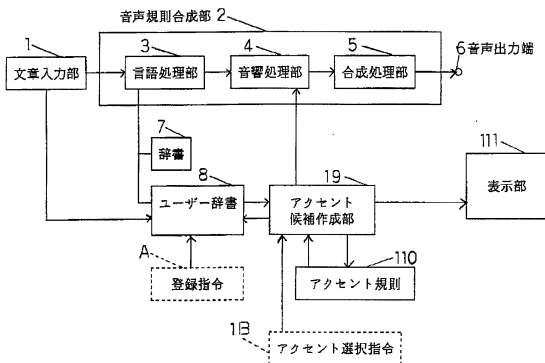 音声規則合成部 2
1
3
4
5
文章入力部
言語処理部
音響処理部
合成処理部
6 音声出力端
7
辞書
111
表示部
8
ユーザー辞書
19
アクセント
候補作成部
A
登録指令
110
アクセント規則
1B
アクセント選択指令